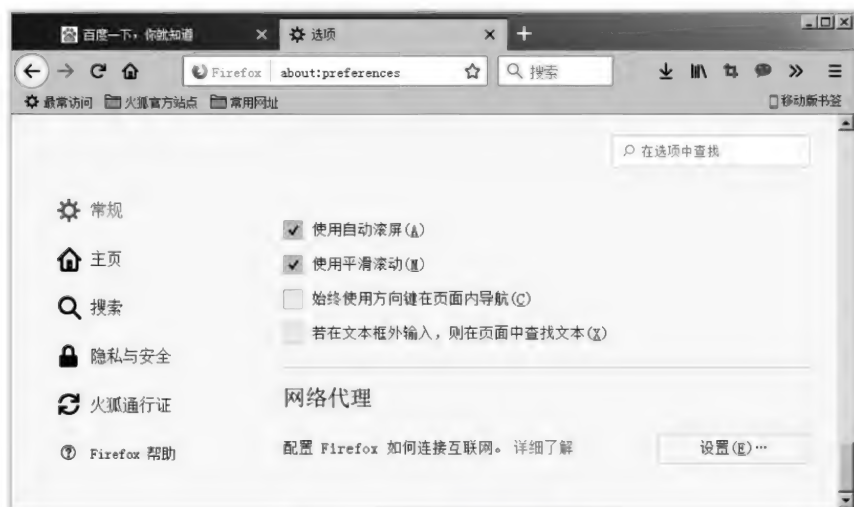 百度一下，你就知道
选项
Firefox
about:preferences
搜索
最常访问
火狐官方站点
常用网址
移动版书签
在选项中查找
常规
主页
搜索
隐私与安全
火狐通行证
Firefox 帮助
使用自动滚屏(A)
使用平滑滚动(M)
始终使用方向键在页面内导航(C)
若在文本框外输入，则在页面中查找文本(X)
网络代理
配置 Firefox 如何连接互联网。详细了解
设置(E)…